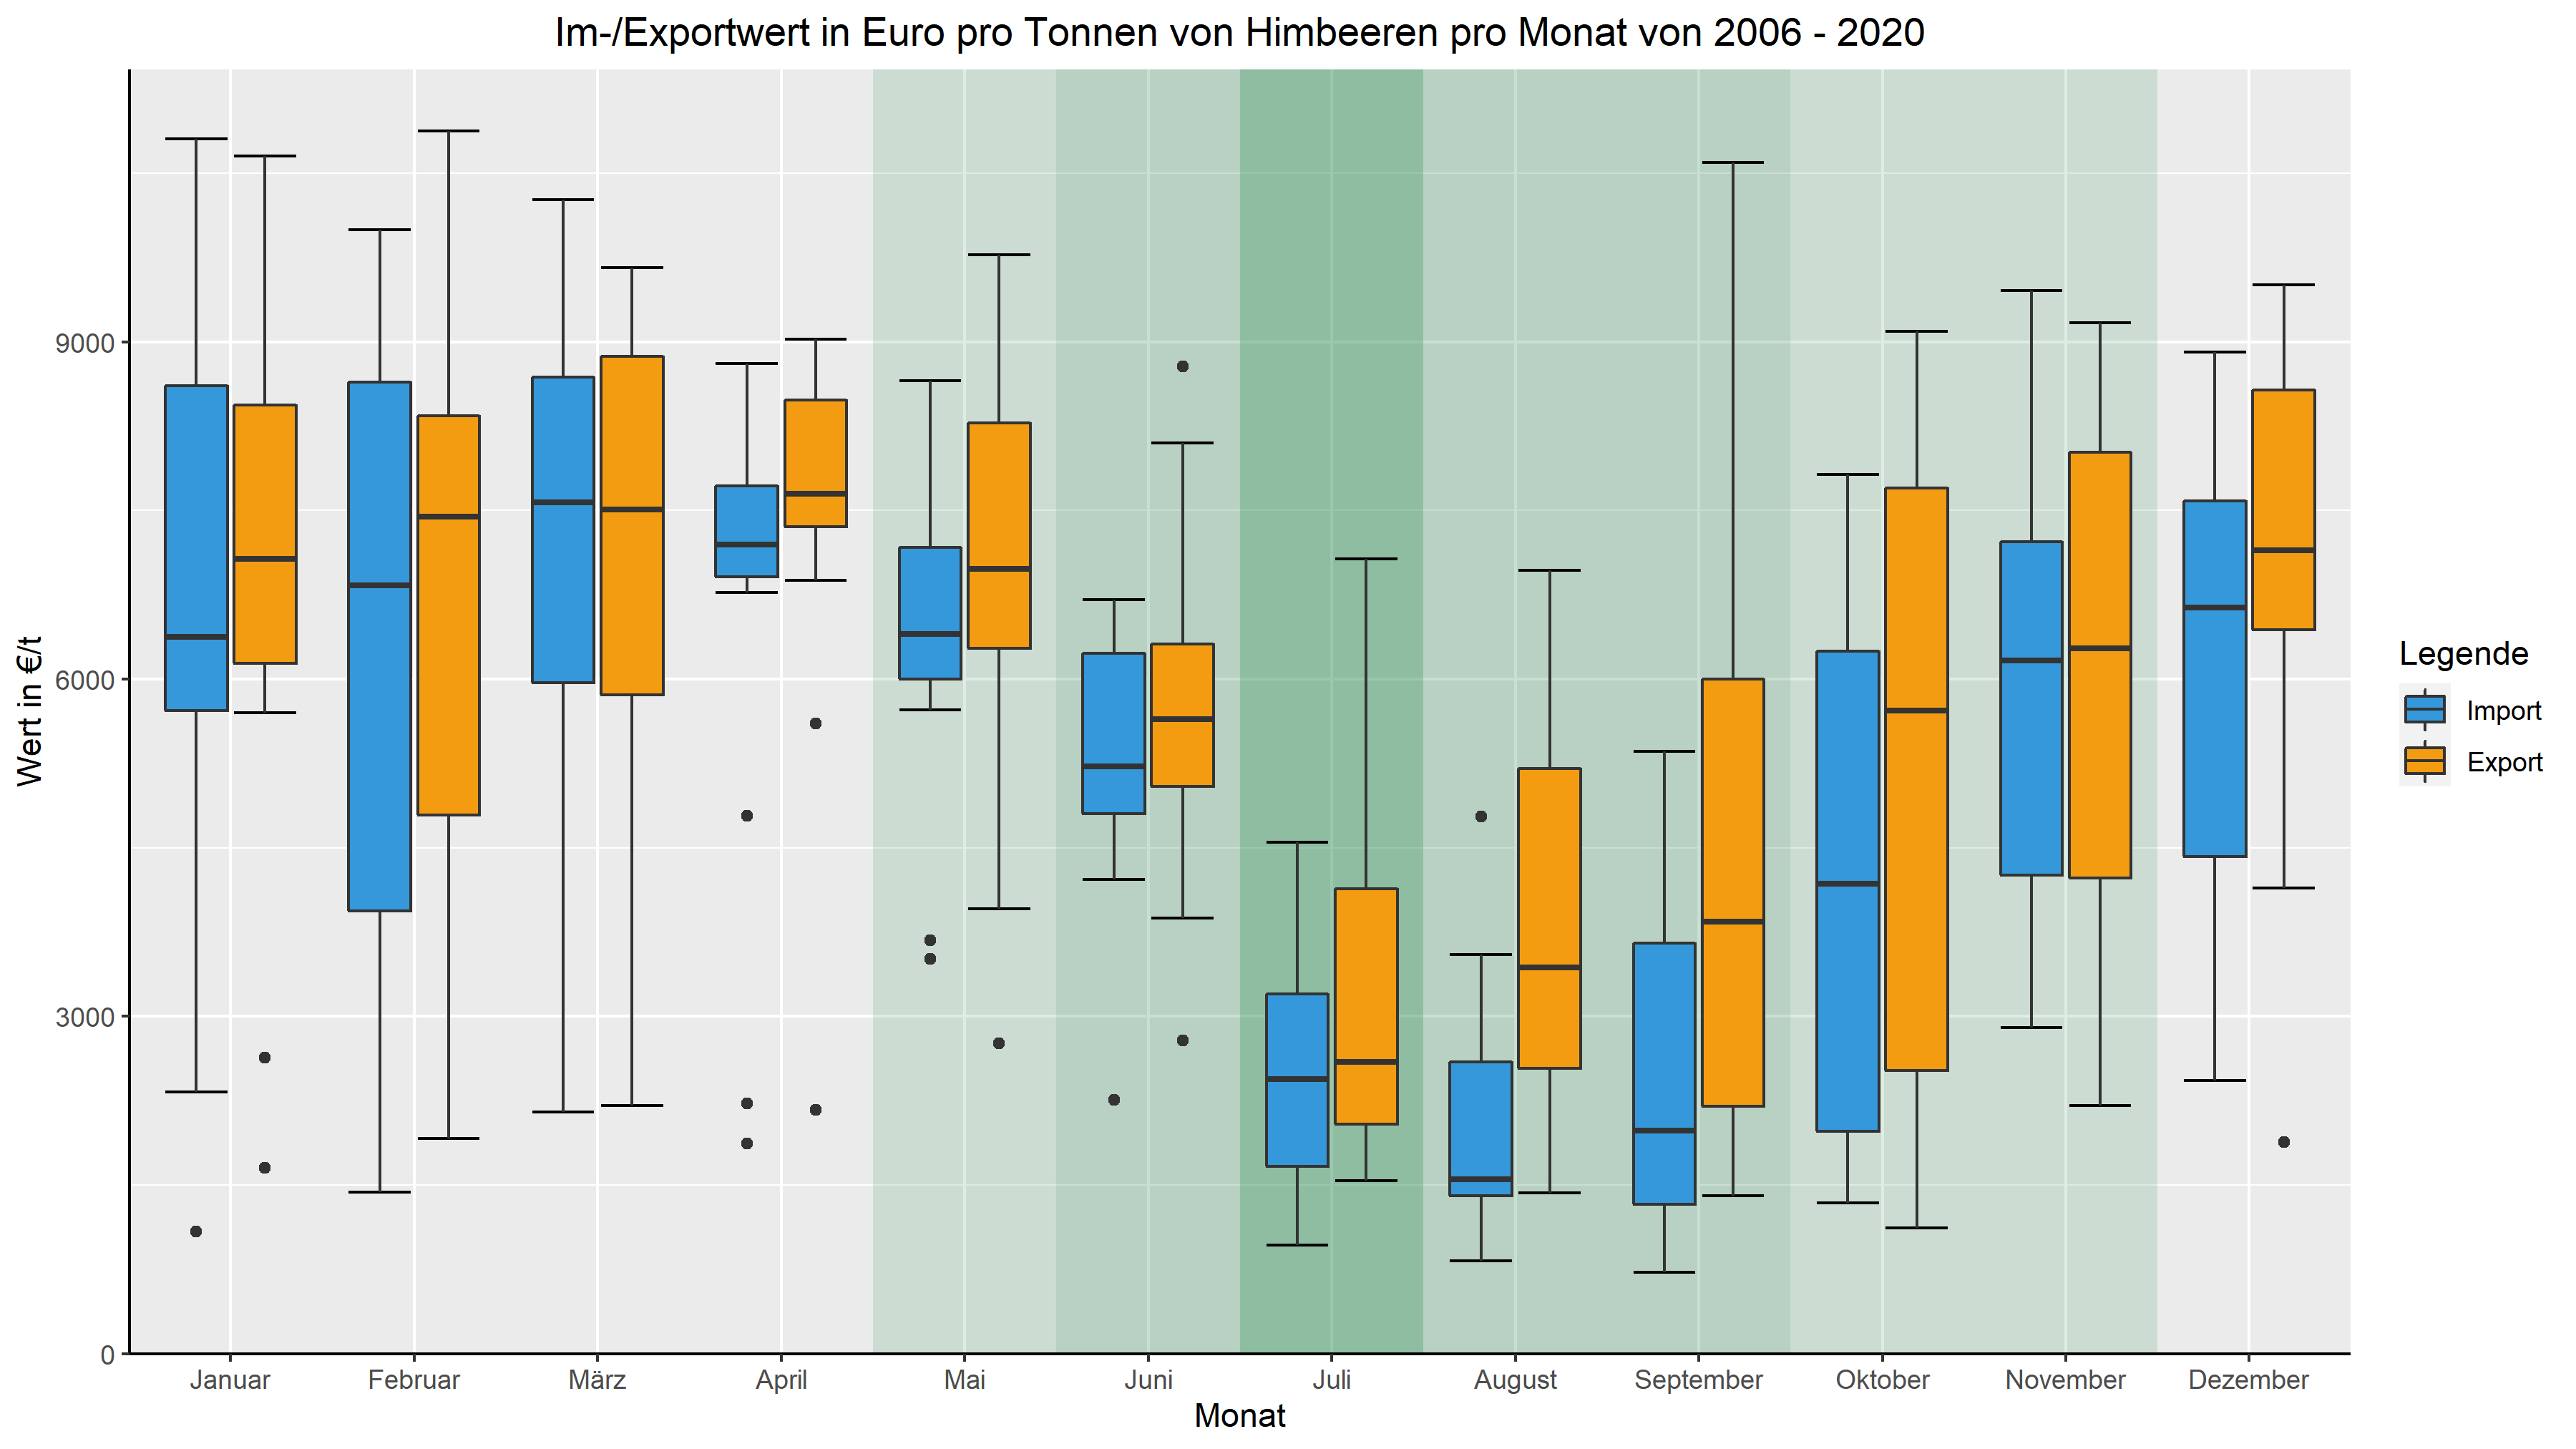 Im-/Exportwert in Euro pro Tonnen von Himbeeren pro Monat von 2006 - 2020
Wert in €/t
9000
6000
3000
0
Januar Februar März April Mai Juni Juli August September Oktober November Dezember
Monat
Legende
Import
Export